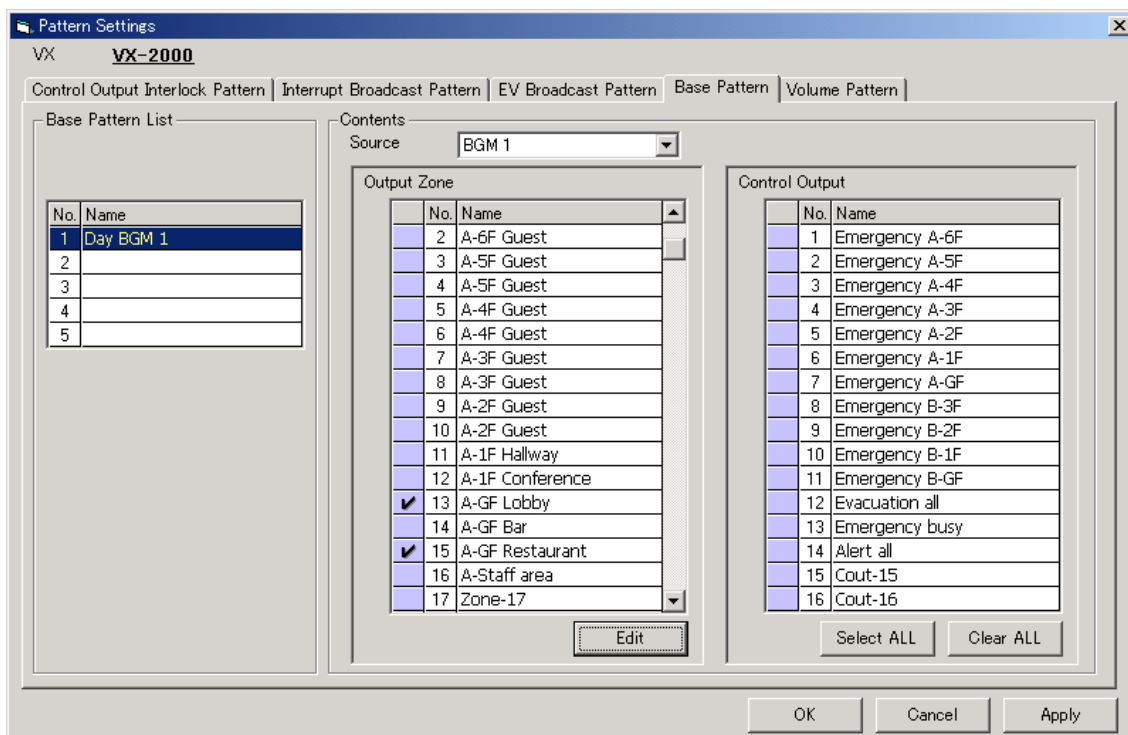 Pattern Settings
VX VX-2000
Control Output Interlock Pattern Interrupt Broadcast Pattern EV Broadcast Pattern Base Pattern Volume Pattern
Base Pattern List
No. Name
1 Day BGM 1
2
3
4
5
Contents
Source BGM 1
Output Zone
No. Name
2 A-6F Guest
3 A-5F Guest
4 A-5F Guest
5 A-4F Guest
6 A-4F Guest
7 A-3F Guest
8 A-3F Guest
9 A-2F Guest
10 A-2F Guest
11 A-1F Hallway
12 A-1F Conference
13 A-GF Lobby
14 A-GF Bar
15 A-GF Restaurant
16 A-Staff area
17 Zone-17
Edit
Control Output
No. Name
1 Emergency A-6F
2 Emergency A-5F
3 Emergency A-4F
4 Emergency A-3F
5 Emergency A-2F
6 Emergency A-1F
7 Emergency A-GF
8 Emergency B-3F
9 Emergency B-2F
10 Emergency B-1F
11 Emergency B-GF
12 Evacuation all
13 Emergency busy
14 Alert all
15 Cout-15
16 Cout-16
Select ALL Clear ALL
OK Cancel Apply